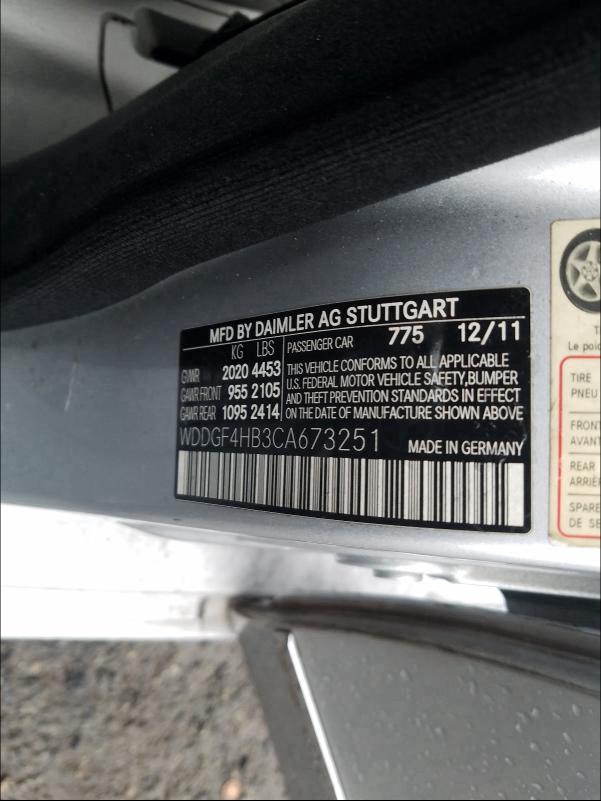 MFD BY DAIMLER AG STUTTGART
KG LBS PASSENGER CAR 775 12/11
GVWR 2020 4453
GAWR FRONT 955 2105
GAWR REAR 1095 2414
THIS VEHICLE CONFORMS TO ALL APPLICABLE
U.S. FEDERAL MOTOR VEHICLE SAFETY,BUMPER
AND THEFT PREVENTION STANDARDS IN EFFECT
ON THE DATE OF MANUFACTURE SHOWN ABOVE
WDDGF4HB3CA673251 MADE IN GERMANY
T
Le poid
TIRE
PNEU
FRONT
AVANT
REAR
ARRIÈR
SPARE
DE SE